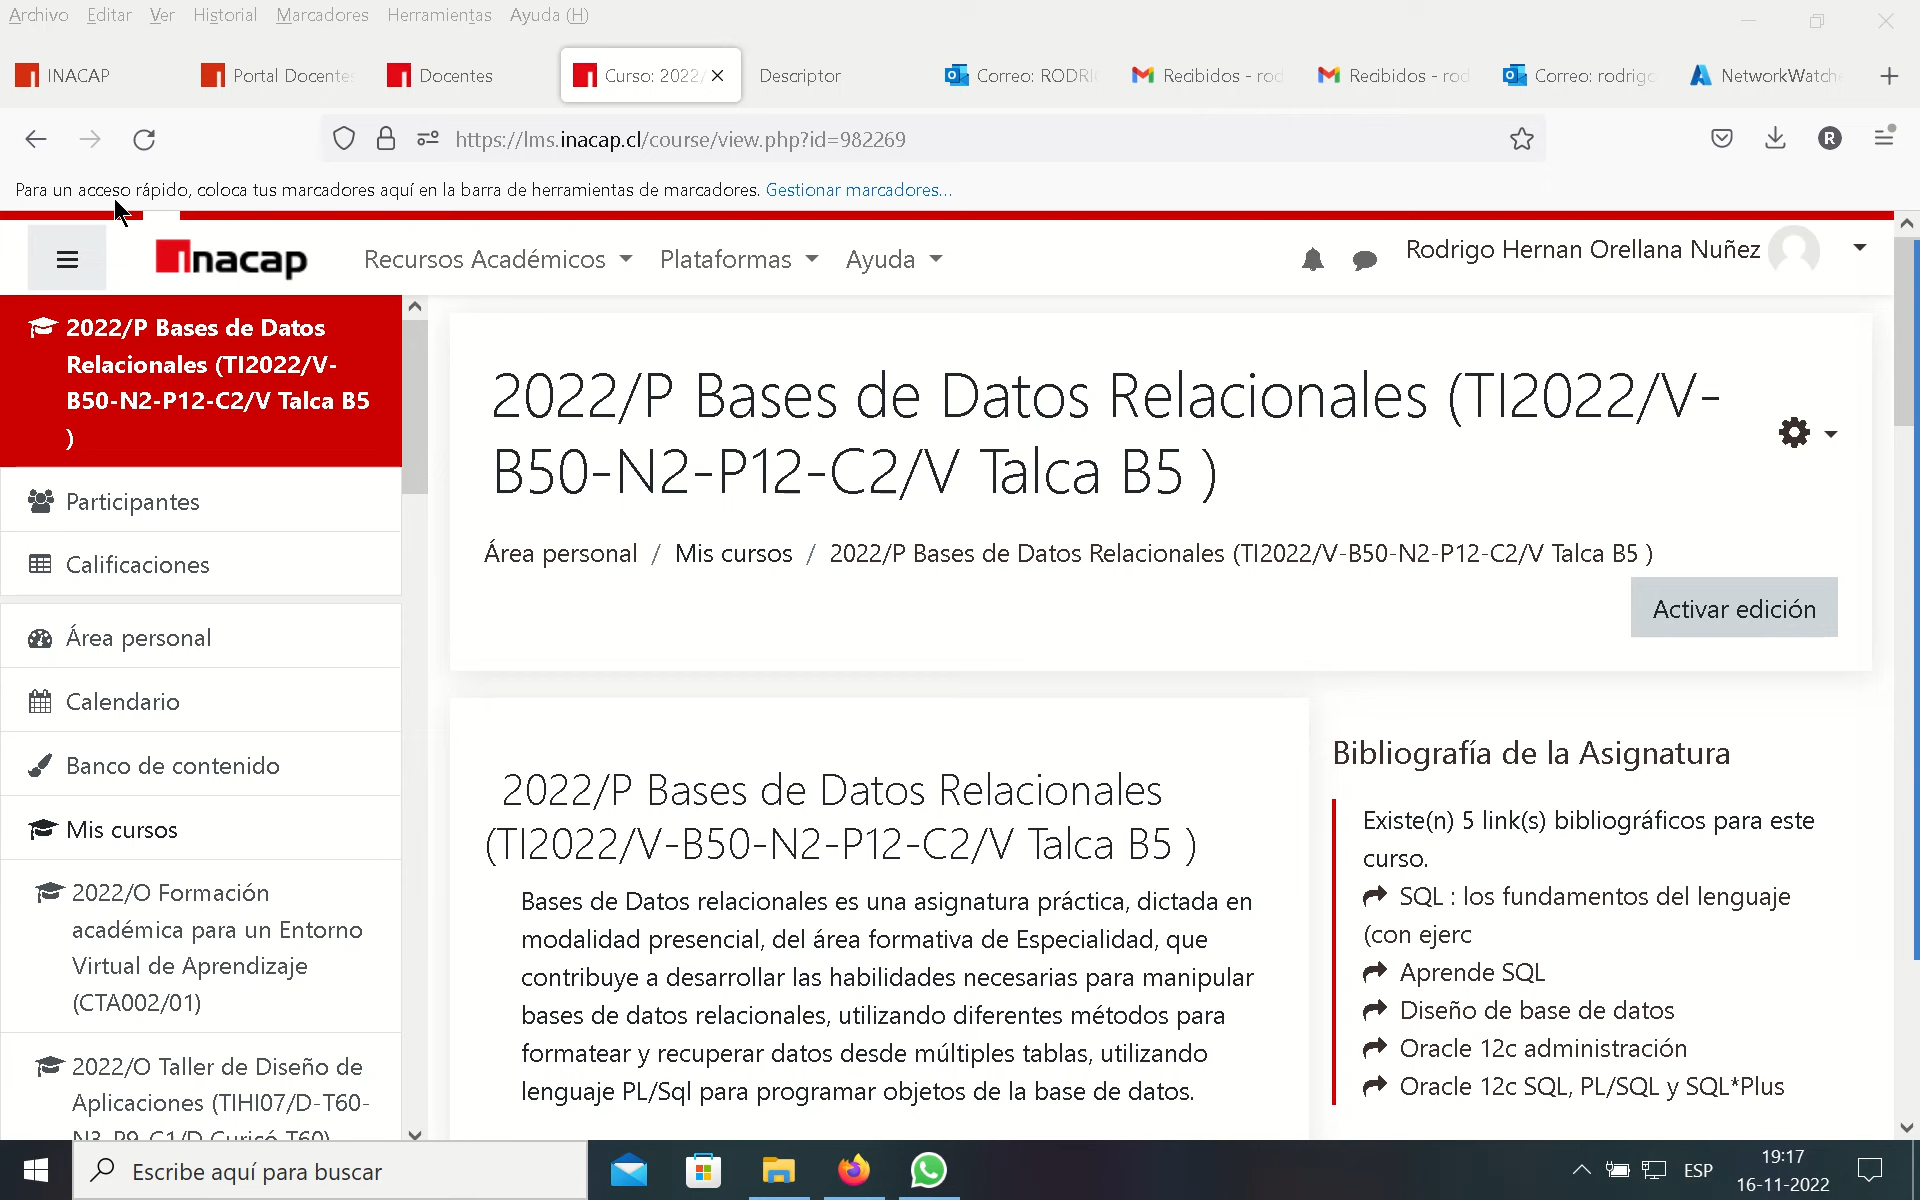 Archivo Editar Ver Historial Marcadores Herramientas Ayuda (H)
INACAP Portal Docentes Docentes Curso: 2022/ Descriptor Correo: RODRI Recibidos - rod Recibidos - rod Correo: rodrigo NetworkWatche
https://lms.inacap.cl/course/view.php?id=982269
R
Para un acceso rápido, coloca tus marcadores aquí en la barra de herramientas de marcadores. Gestionar marcadores...
Inacap Recursos Académicos Plataformas Ayuda Rodrigo Hernan Orellana Nuñez
2022/P Bases de Datos
Relacionales (TI2022/V-
B50-N2-P12-C2/V Talca B5
)
Participantes
Calificaciones
Área personal
Calendario
Banco de contenido
Mis cursos
2022/O Formación
académica para un Entorno
Virtual de Aprendizaje
(CTA002/01)
2022/O Taller de Diseño de
Aplicaciones (TIHI07/D-T60-
N3-P9-C1/D Curicó T60)
2022/P Bases de Datos Relacionales (TI2022/V-
B50-N2-P12-C2/V Talca B5 )
Área personal / Mis cursos / 2022/P Bases de Datos Relacionales (TI2022/V-B50-N2-P12-C2/V Talca B5 )
Activar edición
2022/P Bases de Datos Relacionales
(TI2022/V-B50-N2-P12-C2/V Talca B5 )
Bases de Datos relacionales es una asignatura práctica, dictada en
modalidad presencial, del área formativa de Especialidad, que
contribuye a desarrollar las habilidades necesarias para manipular
bases de datos relacionales, utilizando diferentes métodos para
formatear y recuperar datos desde múltiples tablas, utilizando
lenguaje PL/Sql para programar objetos de la base de datos.
Bibliografía de la Asignatura
Existe(n) 5 link(s) bibliográficos para este
curso.
SQL : los fundamentos del lenguaje
(con ejerc
Aprende SQL
Diseño de base de datos
Oracle 12c administración
Oracle 12c SQL, PL/SQL y SQL*Plus
Escribe aquí para buscar
ESP
19:17
16-11-2022